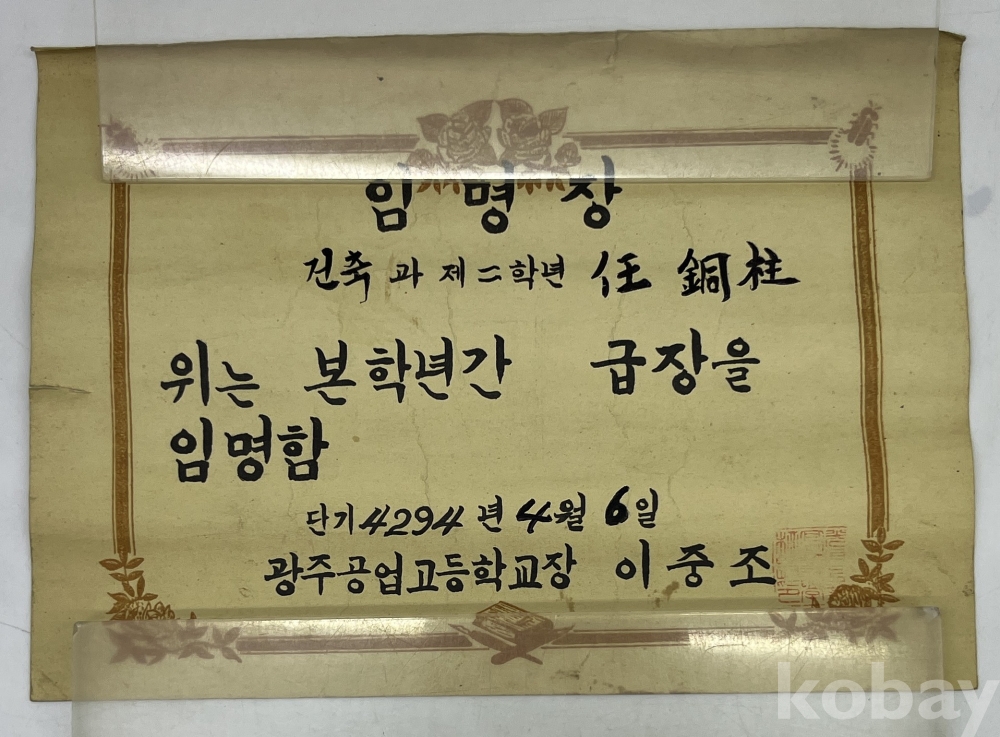 임명장
건축과 제二학년 任銅柱
위는 본학년간 급장을
임명함
단기 4294년 4월 6일
광주공업고등학교장 이중조
kobay